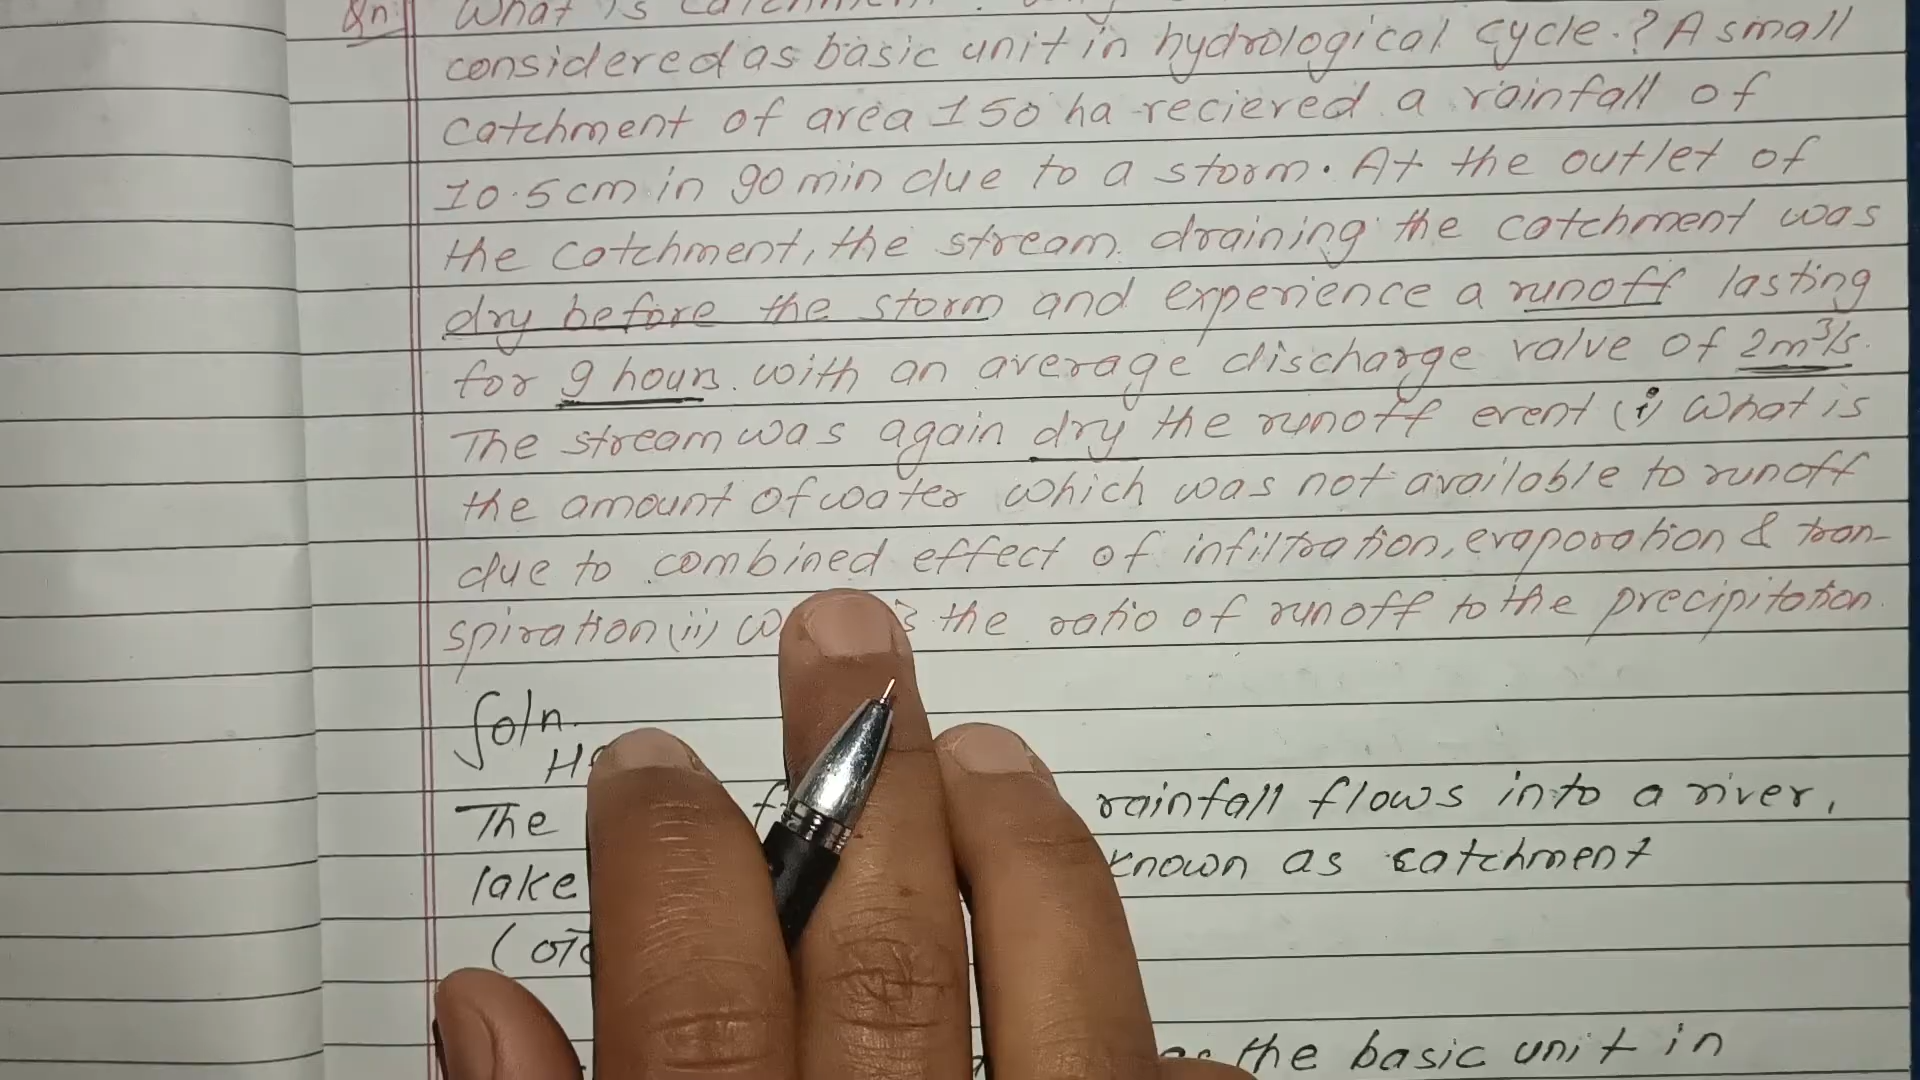 Qn: What is catchment?
considered as basic unit in hydrological cycle.? A small
catchment of area 150 ha reciered a rainfall of
10.5cm in 90 min due to a storm. At the outlet of
the catchment, the stream draining the catchment was
dry before the storm and experience a runoff lasting
for 9 hours with an average discharge value of 2m³/s.
The stream was again dry the runoff event (i) What is
the amount of water which was not available to runoff
due to combined effect of infiltration, evaporation & tran-
spiration (ii) the ratio of runoff to the precipitation.
Soln.
The rainfall flows into a river,
lake known as catchment
the basic unit in